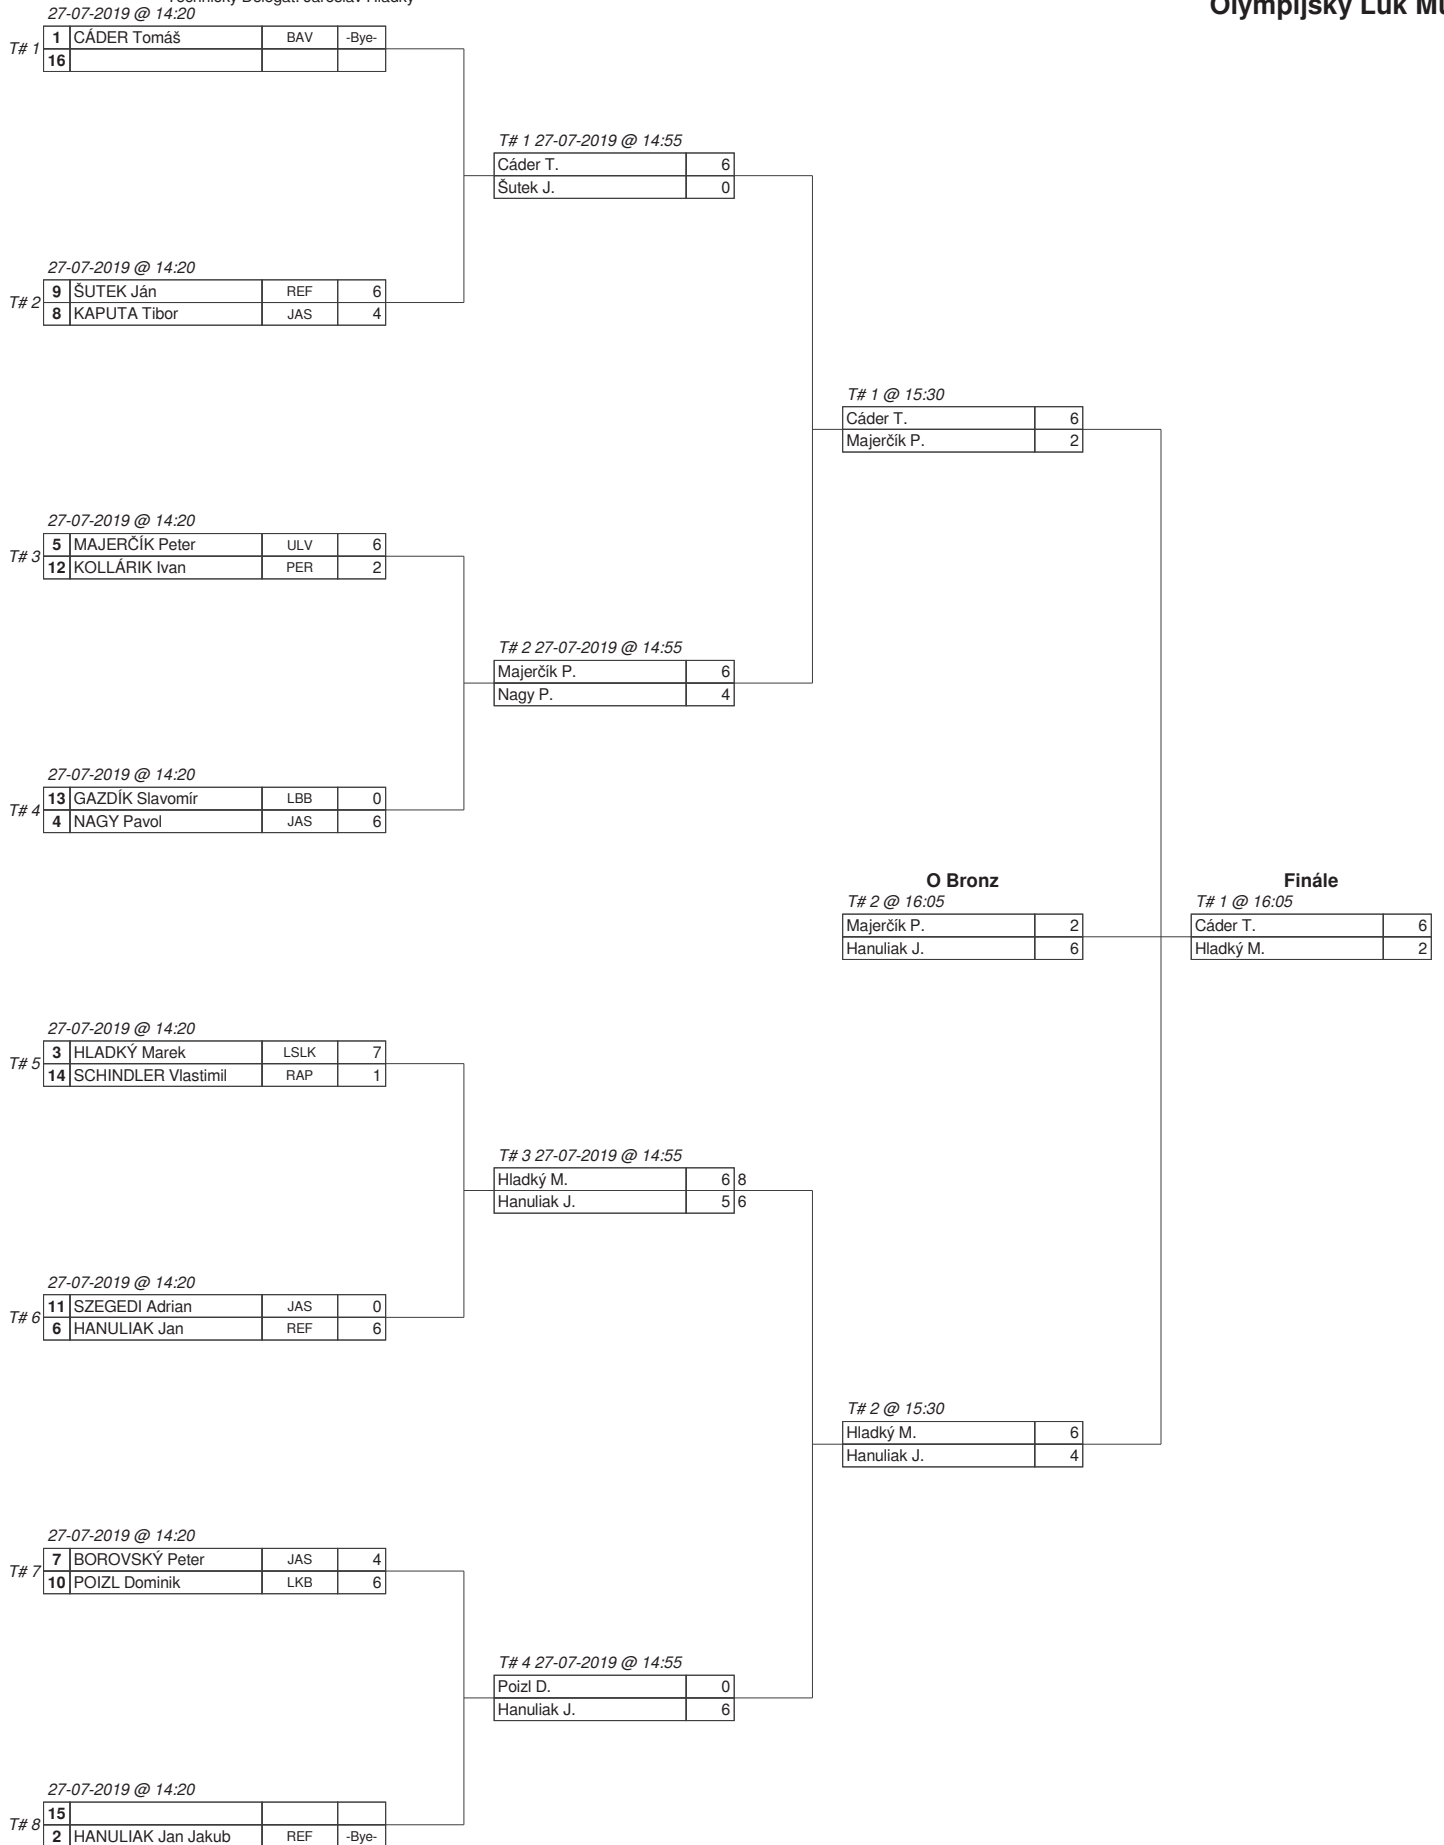 27-07-2019 @ 14:20
T# 1
1 CÁDER Tomáš BAV -Bye-
16
T# 1 27-07-2019 @ 14:55
Cáder T. 6
Šutek J. 0
27-07-2019 @ 14:20
T# 2
9 ŠUTEK Ján REF 6
8 KAPUTA Tibor JAS 4
T# 1 @ 15:30
Cáder T. 6
Majerčík P. 2
27-07-2019 @ 14:20
T# 3
5 MAJERČÍK Peter ULV 6
12 KOLLÁRIK Ivan PER 2
T# 2 27-07-2019 @ 14:55
Majerčík P. 6
Nagy P. 4
27-07-2019 @ 14:20
T# 4
13 GAZDÍK Slavomír LBB 0
4 NAGY Pavol JAS 6
O Bronz
T# 2 @ 16:05
Majerčík P. 2
Hanuliak J. 6
Finále
T# 1 @ 16:05
Cáder T. 6
Hladký M. 2
27-07-2019 @ 14:20
T# 5
3 HLADKÝ Marek LSLK 7
14 SCHINDLER Vlastimil RAP 1
T# 3 27-07-2019 @ 14:55
Hladký M. 6 8
Hanuliak J. 5 6
27-07-2019 @ 14:20
T# 6
11 SZEGEDI Adrian JAS 0
6 HANULIAK Jan REF 6
T# 2 @ 15:30
Hladký M. 6
Hanuliak J. 4
27-07-2019 @ 14:20
T# 7
7 BOROVSKÝ Peter JAS 4
10 POIZL Dominik LKB 6
T# 4 27-07-2019 @ 14:55
Poizl D. 0
Hanuliak J. 6
27-07-2019 @ 14:20
T# 8
15
2 HANULIAK Jan Jakub REF -Bye-